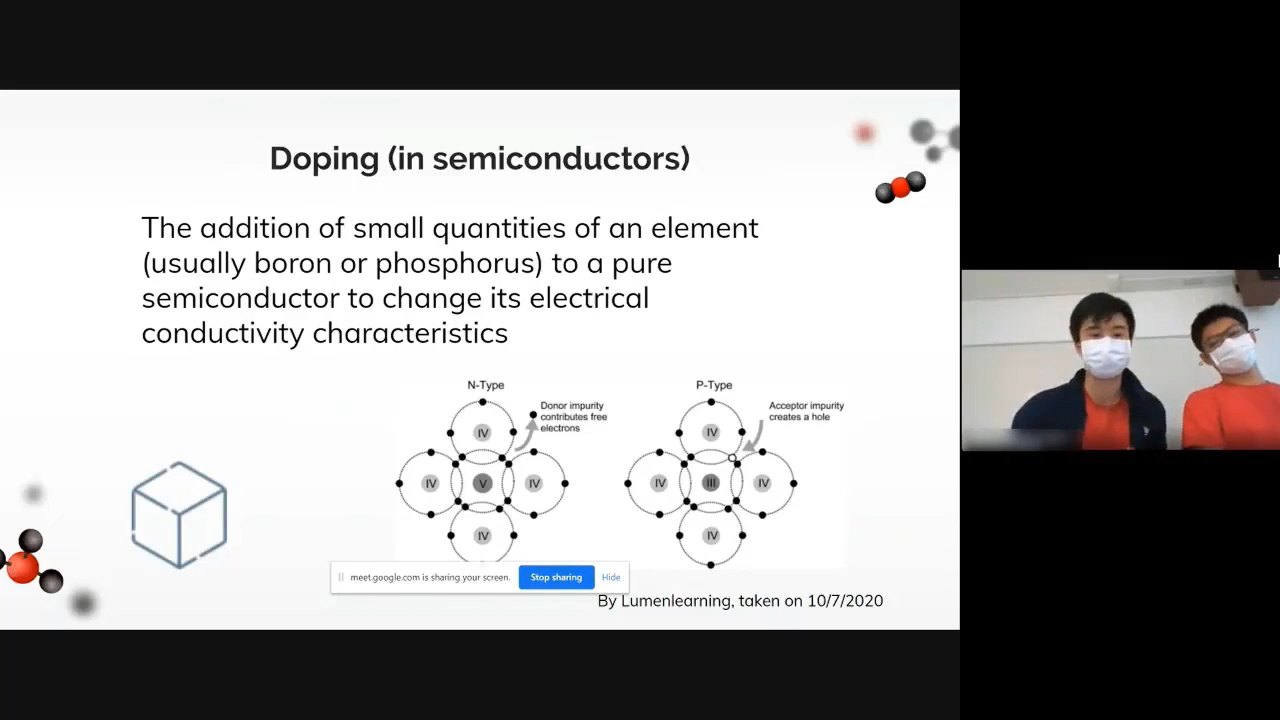 Doping (in semiconductors)
The addition of small quantities of an element
(usually boron or phosphorus) to a pure
semiconductor to change its electrical
conductivity characteristics
N-Type
Donor impurity
contributes free
electrons
IV
IV
V
IV
IV
P-Type
Acceptor impurity
creates a hole
IV
IV
III
IV
IV
meet.google.com is sharing your screen.
Stop sharing
Hide
By Lumenlearning, taken on 10/7/2020